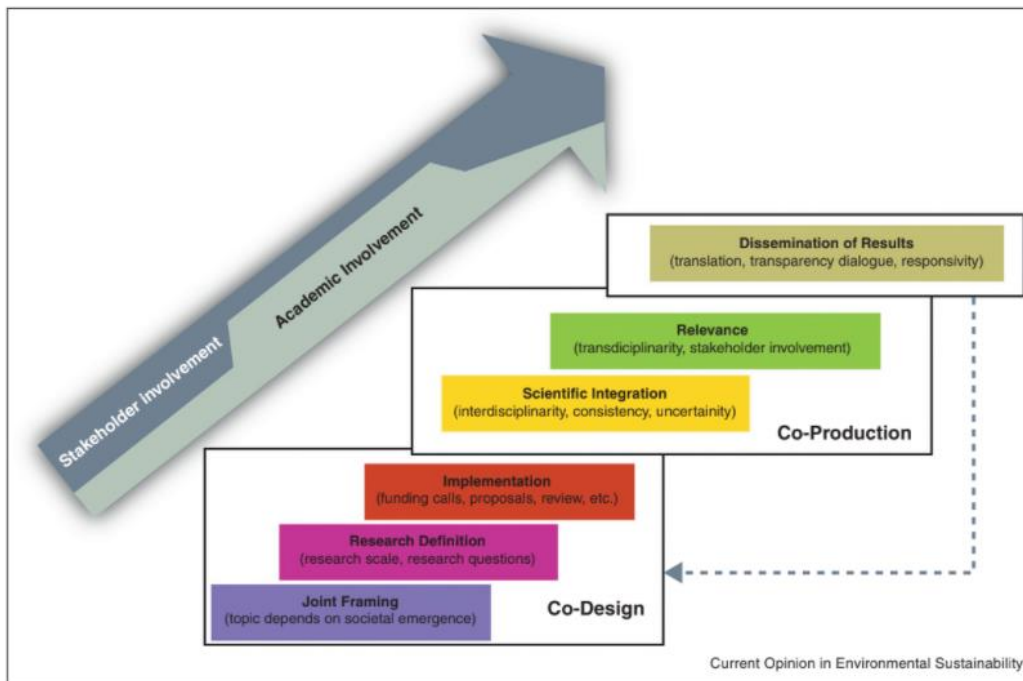 Stakeholder involvement
Academic Involvement
Dissemination of Results
(translation, transparency dialogue, responsivity)
Relevance
(transdiciplinarity, stakeholder involvement)
Scientific Integration
(interdisciplinarity, consistency, uncertainity)
Co-Production
Implementation
(funding calls, proposals, review, etc.)
Research Definition
(research scale, research questions)
Joint Framing
(topic depends on societal emergence)
Co-Design
Current Opinion in Environmental Sustainability